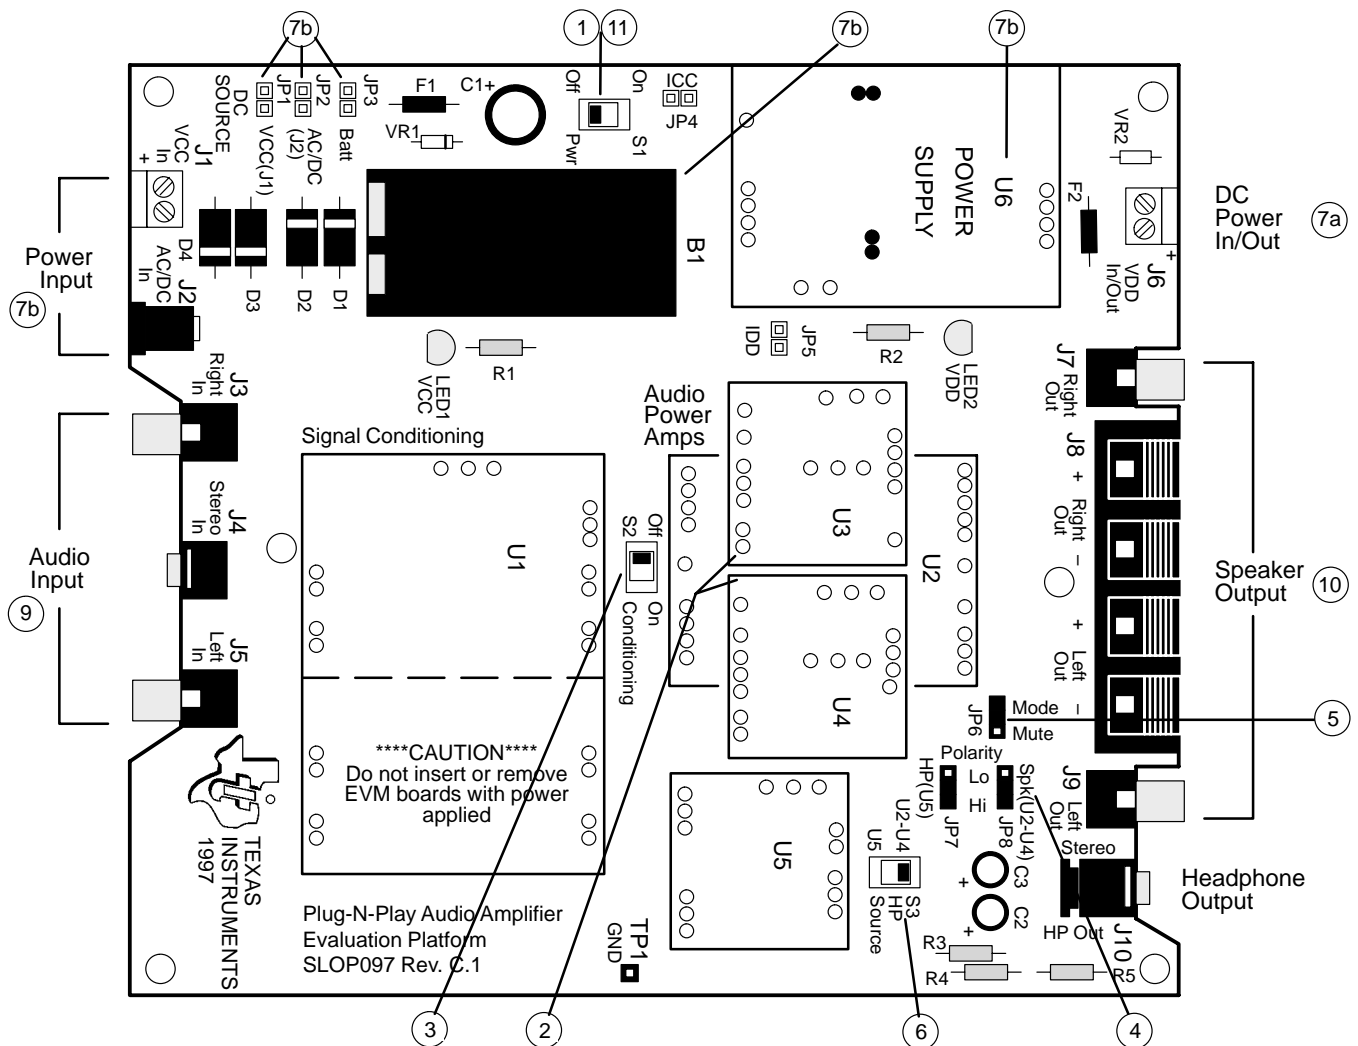 7b
1
11
7b
7b
DC
SOURCE
JP1
VCC(J1)
JP2
AC/DC
(J2)
JP3
Batt
F1
VR1
C1+
Off
On
Pwr
S1
ICC
JP4
U6
POWER
SUPPLY
VR2
F2
DC
Power
In/Out
7a
J6
VDD
In/Out
+
J1
VCC
In
+
Power
Input
7b
D4
J2
AC/DC
In
D3
D2
D1
B1
LED1
VCC
R1
IDD
JP5
R2
LED2
VDD
J3
Right
In
J7
Right
Out
Audio
Power
Amps
Signal Conditioning
J4
Stereo
In
Audio
Input
9
J5
Left
In
U1
S2
Off
On
Conditioning
U3
U2
U4
J8
+
Right
Out
−
+
Left
Out
−
Speaker
Output
10
JP6
Mode
Mute
5
****CAUTION****
Do not insert or remove
EVM boards with power
applied
TEXAS
INSTRUMENTS
1997
Polarity
HP(U5)
Lo
Hi
JP7
Spk(U2-U4)
JP8
J9
Left
Out
U5
U5
U2-U4
S3
HP
Source
+
C3
C2
+
Stereo
HP Out
J10
Headphone
Output
Plug-N-Play Audio Amplifier
Evaluation Platform
SLOP097 Rev. C.1
TP1
GND
R3
R4
R5
3
2
6
4